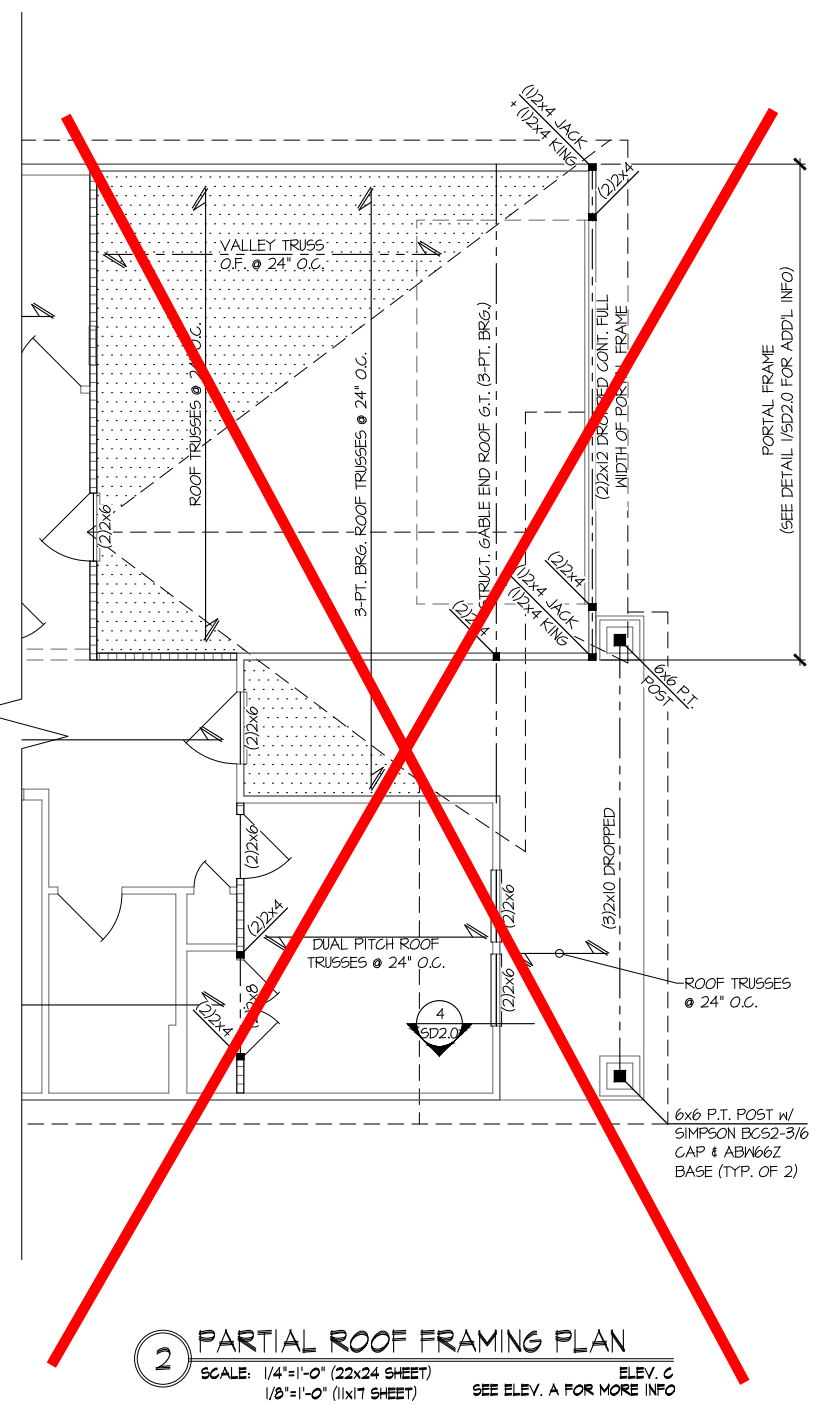 (1)2x4 JACK
+ (1)2x4 KING
(2)2x4
VALLEY TRUSS
O.F. @ 24" O.C.
ROOF TRUSSES @ 24" O.C.
3-PT. BRG. ROOF TRUSSES @ 24" O.C.
STRUCT. GABLE END ROOF G.T. (3-PT. BRG.)
(2)2x12 DROPPED CONT. FULL
WIDTH OF PORTAL FRAME
PORTAL FRAME
(SEE DETAIL 1/SD2.0 FOR ADD'L INFO)
(2)2x6
(2)2x4
(1)2x4 JACK
(1)2x4 KING
(2)2x4
6x6 P.T.
POST
(2)2x6
(2)2x6
(3)2x10 DROPPED
(2)2x4
(2)2x6
DUAL PITCH ROOF
TRUSSES @ 24" O.C.
(2)2x6
ROOF TRUSSES
@ 24" O.C.
(2)2x8
(2)2x4
4
SD2.0
6x6 P.T. POST W/
SIMPSON BCS2-3/6
CAP & ABW66Z
BASE (TYP. OF 2)
2
PARTIAL ROOF FRAMING PLAN
SCALE: 1/4"=1'-0" (22x24 SHEET)
1/8"=1'-0" (11x17 SHEET)
ELEV. C
SEE ELEV. A FOR MORE INFO